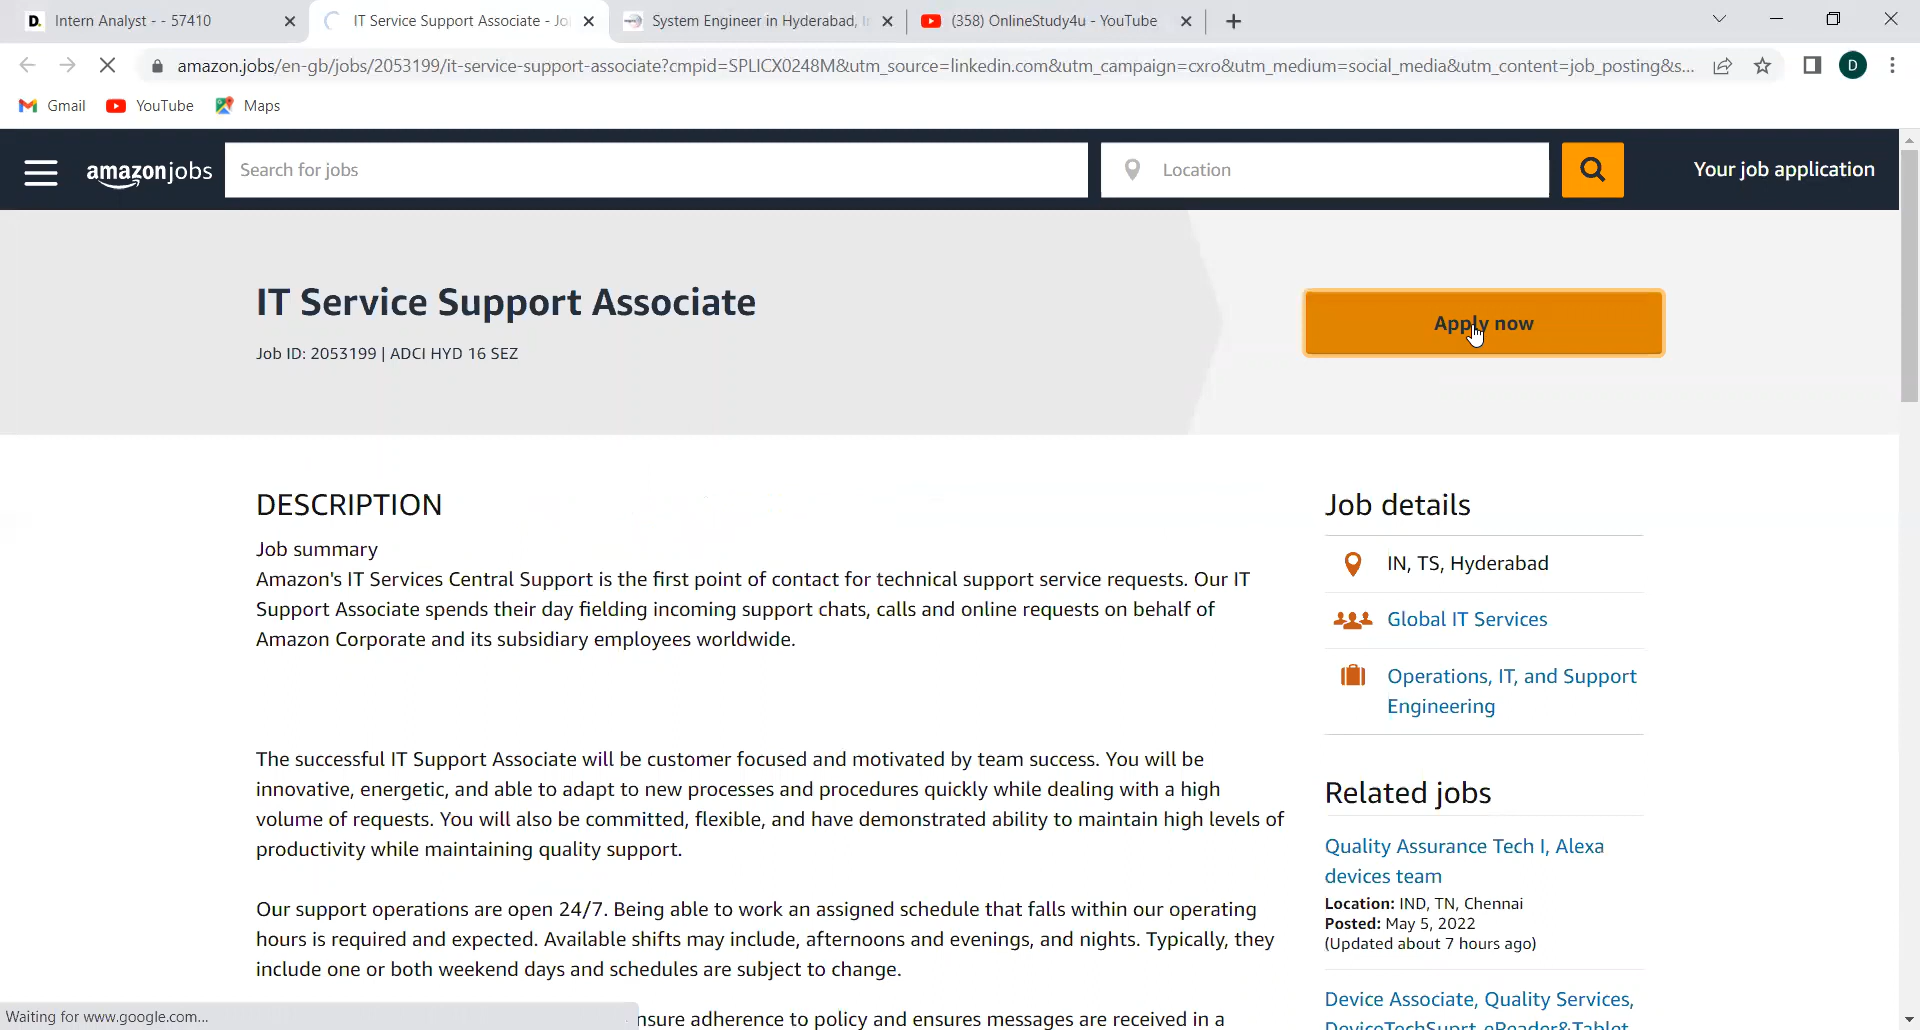 Intern Analyst - - 57410
IT Service Support Associate - Jo
System Engineer in Hyderabad,
(358) OnlineStudy4u - YouTube
amazon.jobs/en-gb/jobs/2053199/it-service-support-associate?cmpid=SPLICX0248M&utm_source=linkedin.com&utm_campaign=cxro&utm_medium=social_media&utm_content=job_posting&s...
D
Gmail
YouTube
Maps
amazon jobs
Search for jobs
Location
Your job application
IT Service Support Associate
Job ID: 2053199 | ADCI HYD 16 SEZ
Apply now
DESCRIPTION
Job summary
Amazon's IT Services Central Support is the first point of contact for technical support service requests. Our IT
Support Associate spends their day fielding incoming support chats, calls and online requests on behalf of
Amazon Corporate and its subsidiary employees worldwide.
The successful IT Support Associate will be customer focused and motivated by team success. You will be
innovative, energetic, and able to adapt to new processes and procedures quickly while dealing with a high
volume of requests. You will also be committed, flexible, and have demonstrated ability to maintain high levels of
productivity while maintaining quality support.
Our support operations are open 24/7. Being able to work an assigned schedule that falls within our operating
hours is required and expected. Available shifts may include, afternoons and evenings, and nights. Typically, they
include one or both weekend days and schedules are subject to change.
nsure adherence to policy and ensures messages are received in a
Job details
IN, TS, Hyderabad
Global IT Services
Operations, IT, and Support
Engineering
Related jobs
Quality Assurance Tech I, Alexa
devices team
Location: IND, TN, Chennai
Posted: May 5, 2022
(Updated about 7 hours ago)
Device Associate, Quality Services,
DeviceTechSuprt, eReader&Tablet
Waiting for www.google.com...